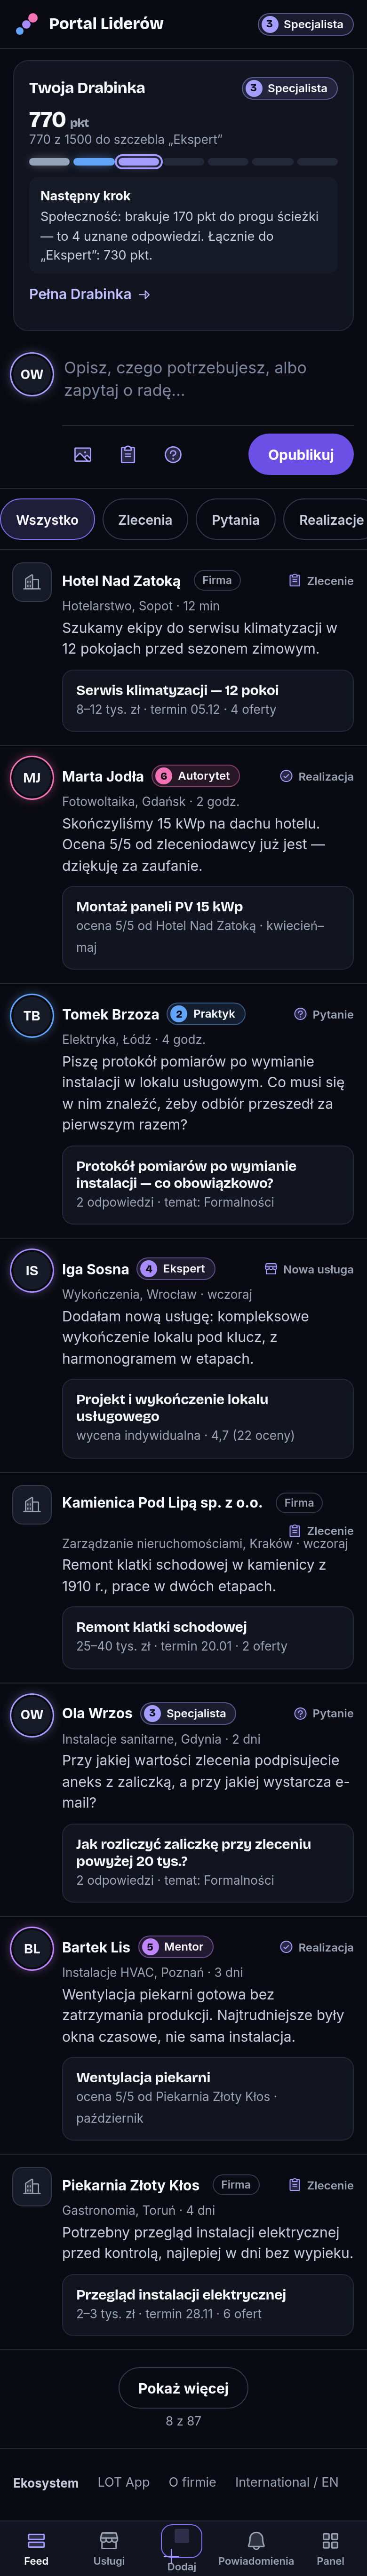 Portal Liderów
3 Specjalista
Twoja Drabinka
3 Specjalista
770 pkt
770 z 1500 do szczebla „Ekspert”
Następny krok
Społeczność: brakuje 170 pkt do progu ścieżki
— to 4 uznane odpowiedzi. Łącznie do
„Ekspert”: 730 pkt.
Pełna Drabinka
OW
Opisz, czego potrzebujesz, albo
zapytaj o radę...
Opublikuj
Wszystko
Zlecenia
Pytania
Realizacje
Hotel Nad Zatoką
Firma
Zlecenie
Hotelarstwo, Sopot · 12 min
Szukamy ekipy do serwisu klimatyzacji w
12 pokojach przed sezonem zimowym.
Serwis klimatyzacji — 12 pokoi
8–12 tys. zł · termin 05.12 · 4 oferty
MJ
Marta Jodła
6 Autorytet
Realizacja
Fotowoltaika, Gdańsk · 2 godz.
Skończyliśmy 15 kWp na dachu hotelu.
Ocena 5/5 od zleceniodawcy już jest —
dziękuję za zaufanie.
Montaż paneli PV 15 kWp
ocena 5/5 od Hotel Nad Zatoką · kwiecień–
maj
TB
Tomek Brzoza
2 Praktyk
Pytanie
Elektryka, Łódź · 4 godz.
Piszę protokół pomiarów po wymianie
instalacji w lokalu usługowym. Co musi się
w nim znaleźć, żeby odbiór przeszedł za
pierwszym razem?
Protokół pomiarów po wymianie
instalacji — co obowiązkowo?
2 odpowiedzi · temat: Formalności
IS
Iga Sosna
4 Ekspert
Nowa usługa
Wykończenia, Wrocław · wczoraj
Dodałam nową usługę: kompleksowe
wykończenie lokalu pod klucz, z
harmonogramem w etapach.
Projekt i wykończenie lokalu
usługowego
wycena indywidualna · 4,7 (22 oceny)
Kamienica Pod Lipą sp. z o.o.
Firma
Zlecenie
Zarządzanie nieruchomościami, Kraków · wczoraj
Remont klatki schodowej w kamienicy z
1910 r., prace w dwóch etapach.
Remont klatki schodowej
25–40 tys. zł · termin 20.01 · 2 oferty
OW
Ola Wrzos
3 Specjalista
Pytanie
Instalacje sanitarne, Gdynia · 2 dni
Przy jakiej wartości zlecenia podpisujecie
aneks z zaliczką, a przy jakiej wystarcza e-
mail?
Jak rozliczyć zaliczkę przy zleceniu
powyżej 20 tys.?
2 odpowiedzi · temat: Formalności
BL
Bartek Lis
5 Mentor
Realizacja
Instalacje HVAC, Poznań · 3 dni
Wentylacja piekarni gotowa bez
zatrzymania produkcji. Najtrudniejsze były
okna czasowe, nie sama instalacja.
Wentylacja piekarni
ocena 5/5 od Piekarnia Złoty Kłos ·
październik
Piekarnia Złoty Kłos
Firma
Zlecenie
Gastronomia, Toruń · 4 dni
Potrzebny przegląd instalacji elektrycznej
przed kontrolą, najlepiej w dni bez wypieku.
Przegląd instalacji elektrycznej
2–3 tys. zł · termin 28.11 · 6 ofert
Pokaż więcej
8 z 87
Ekosystem
LOT App
O firmie
International / EN
Feed
Usługi
Dodaj
Powiadomienia
Panel